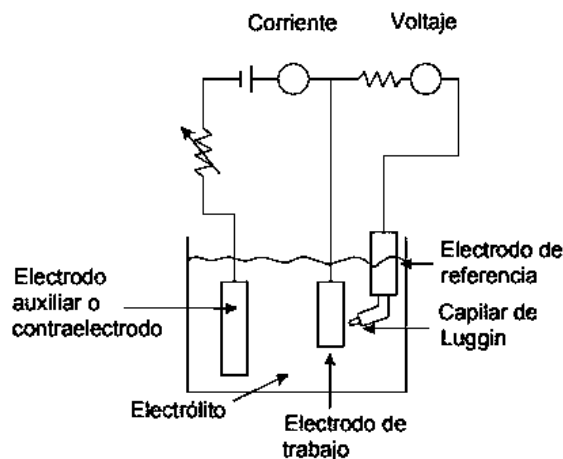 Corriente
Voltaje
Electrodo
auxiliar o
contraelectrodo
Electrodo de
referencia
Capilar de
Luggin
Electrólito
Electrodo de
trabajo